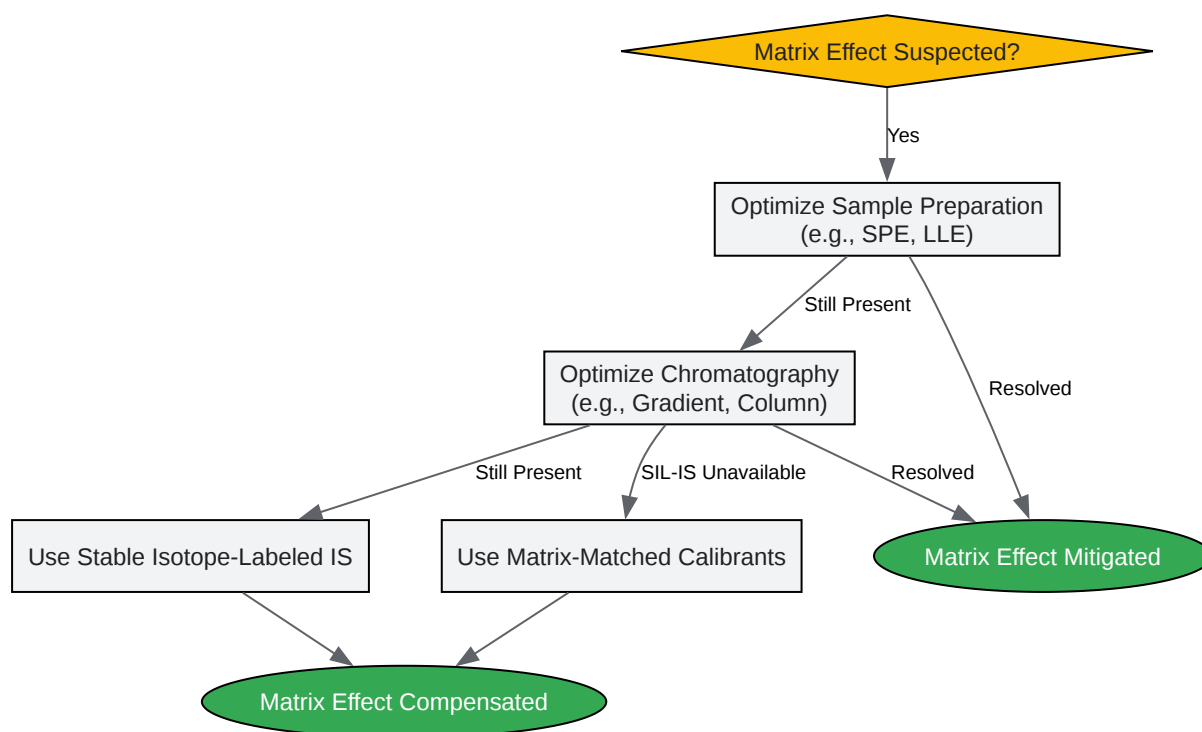 Matrix Effect Suspected?
Yes
Optimize Sample Preparation
(e.g., SPE, LLE)
Still Present
Optimize Chromatography
(e.g., Gradient, Column)
Resolved
Still Present
SIL-IS Unavailable
Resolved
Use Stable Isotope-Labeled IS
Use Matrix-Matched Calibrants
Matrix Effect Mitigated
Matrix Effect Compensated